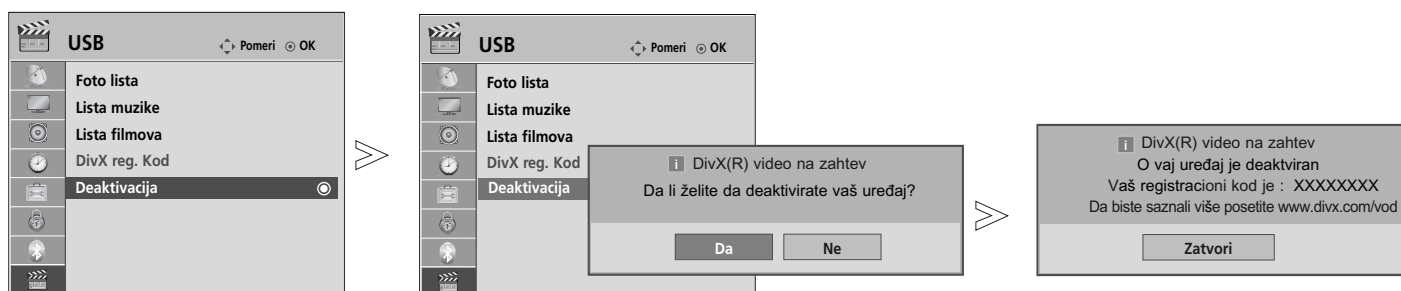 USB Pomeri OK
Foto lista
Lista muzike
Lista filmova
DivX reg. Kod
Deaktivacija
USB Pomeri OK
Foto lista
Lista muzike
Lista filmova
DivX reg. Kod
Deaktivacija
i DivX(R) video na zahtev
Da li želite da deaktivirate vaš uređaj?
Da Ne
i DivX(R) video na zahtev
O vaj uređaj je deaktviran
Vaš registracioni kod je : XXXXXXXX
Da biste saznali više posetite www.divx.com/vod
Zatvori